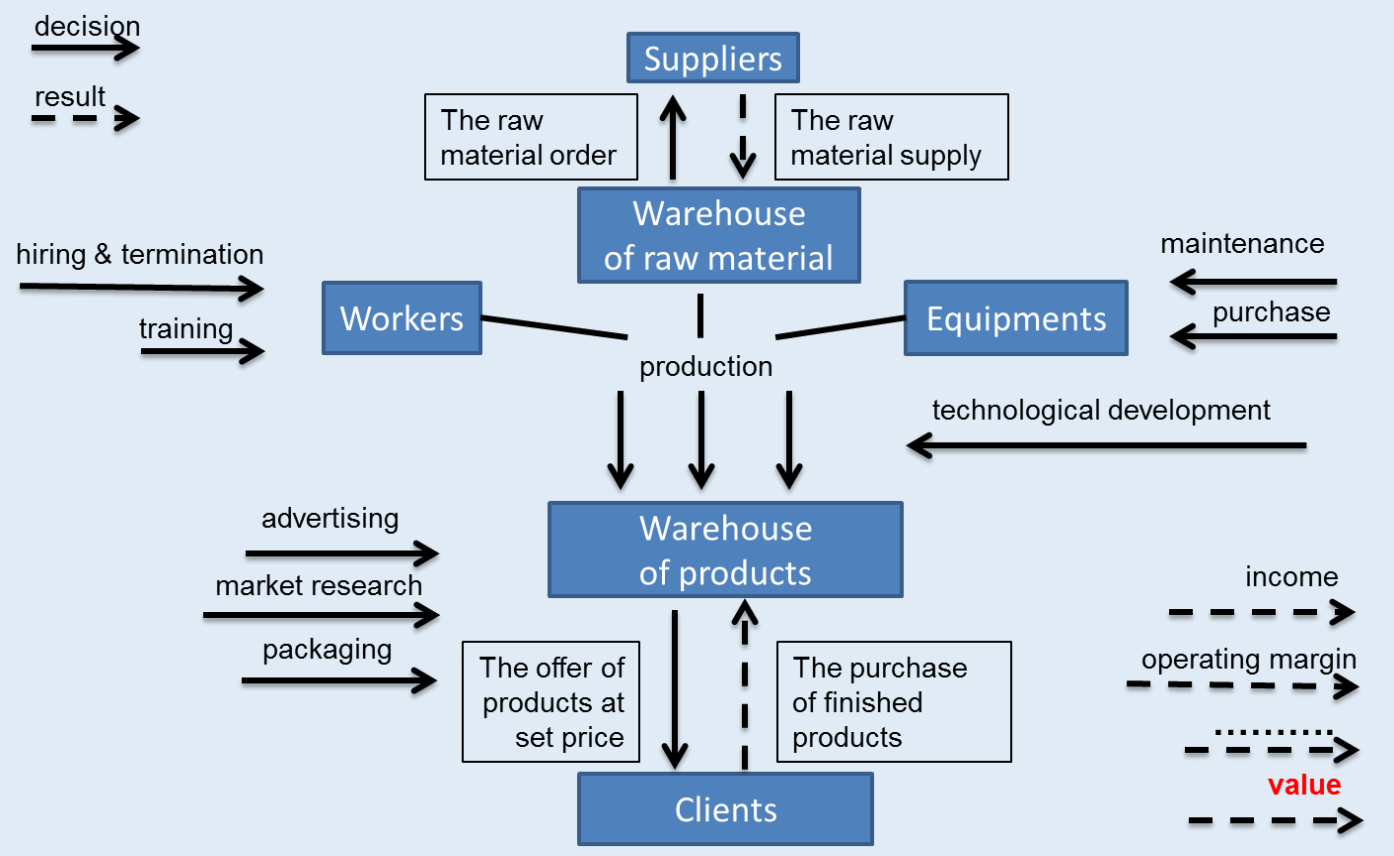 decision
result
Suppliers
The raw
material order
The raw
material supply
Warehouse
of raw material
hiring & termination
training
Workers
Equipments
maintenance
purchase
production
technological development
advertising
market research
packaging
Warehouse
of products
The offer of
products at
set price
The purchase
of finished
products
Clients
income
operating margin
..........
value